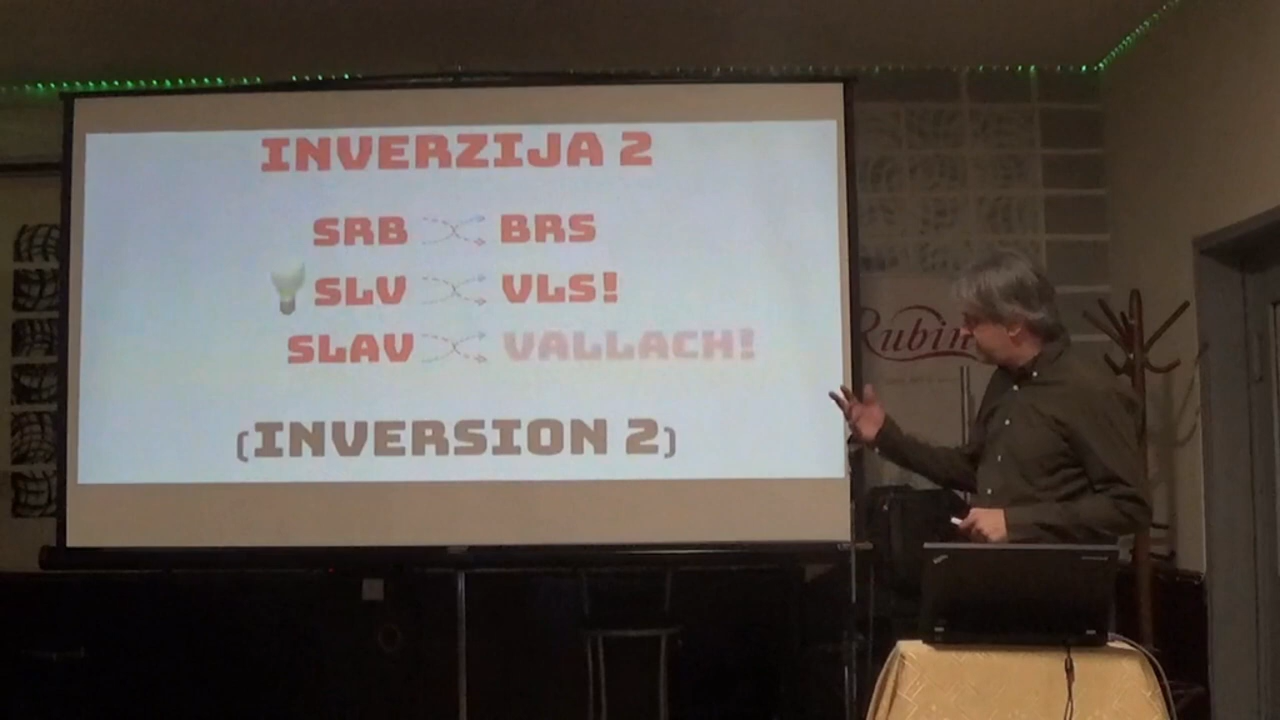 INVERZIJA 2
SRB BRS
SLV VLS!
SLAV VALLACH!
(INVERSION 2)
Rubin